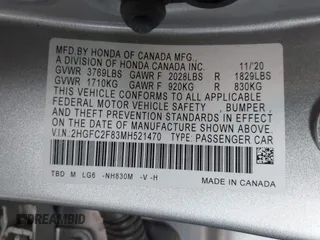 MFD.BY HONDA OF CANADA MFG.,
A DIVISION OF HONDA CANADA INC. 11/20
GVWR 3769LBS GAWR F 2028LBS R 1829LBS
GVWR 1710KG GAWR F 920KG R 830KG
THIS VEHICLE CONFORMS TO ALL APPLICABLE
FEDERAL MOTOR VEHICLE SAFETY, BUMPER,
AND THEFT PREVENTION STANDARDS IN EFFECT
ON THE DATE OF MANUFACTURE SHOWN ABOVE.
V.I.N:2HGFC2F83MH521470 TYPE:PASSENGER CAR
TBD M LG6 -NH830M -V-H
MADE IN CANADA
DREAMBID